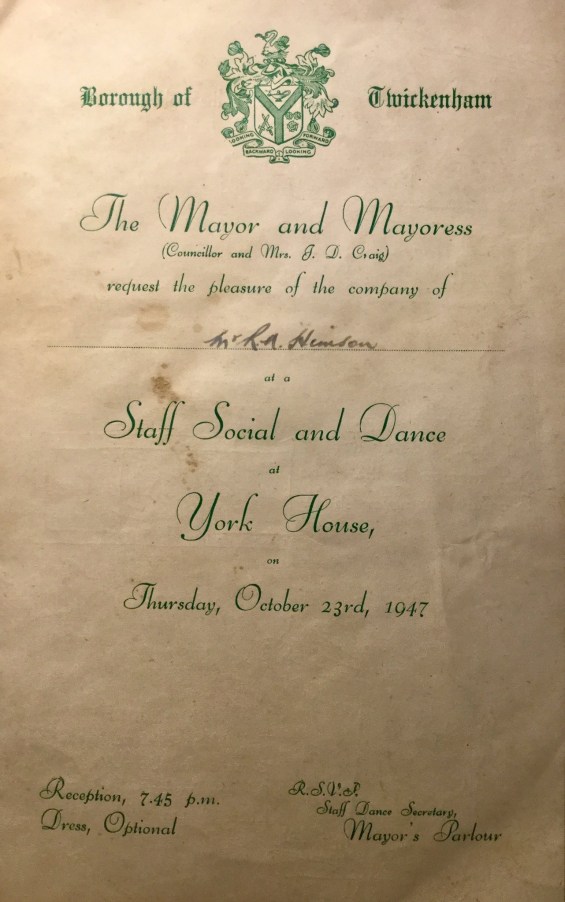 Borough of Twickenham
LOOKING FORWARD
BACKWARD LOOKING
The Mayor and Mayoress
(Councillor and Mrs. J. D. Craig)
request the pleasure of the company of
Mr R.A. Himson
at a
Staff Social and Dance
at
York House,
on
Thursday, October 23rd, 1947
Reception, 7.45 p.m.
Dress, Optional
R.S.V.P.
Staff Dance Secretary,
Mayor's Parlour